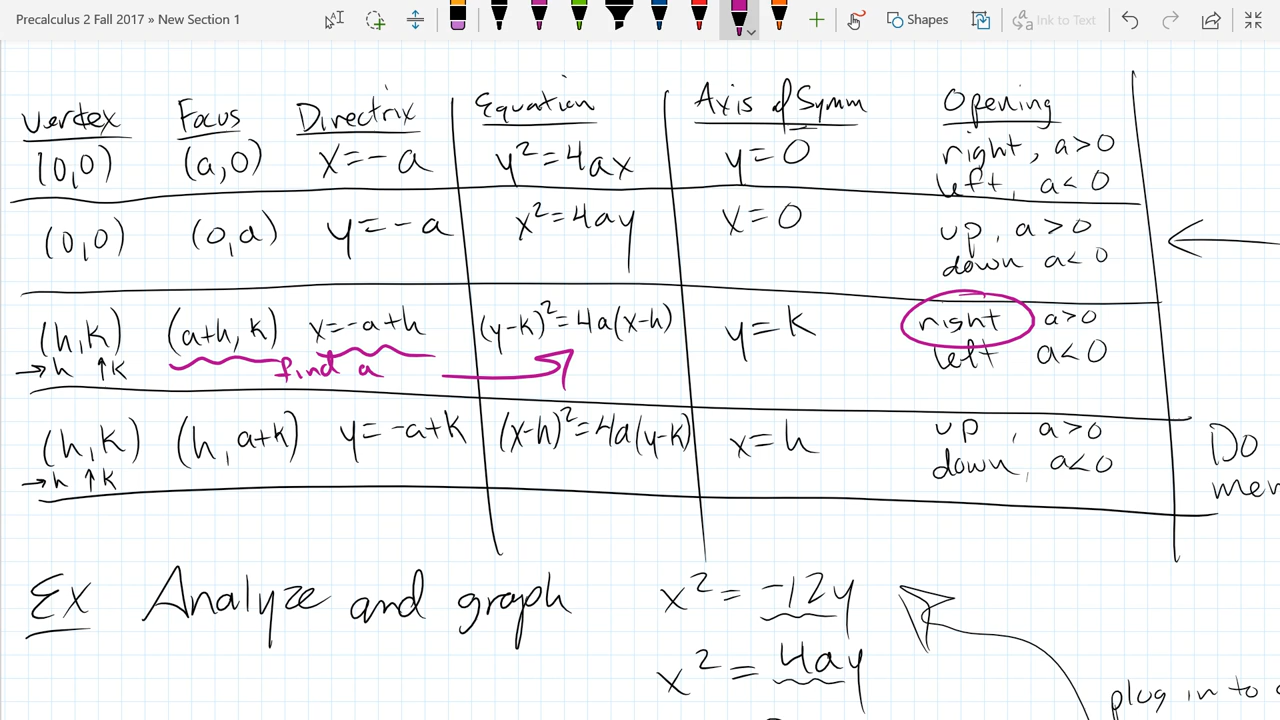 Precalculus 2 Fall 2017 » New Section 1
Shapes
Ink to Text
Vertex Focus Directrix Equation Axis of Symm Opening
(0,0) (a,0) x=-a y²=4ax y=0 right, a>0
left, a<0
(0,0) (0,a) y=-a x²=4ay x=0 up, a>0
down a<0
(h,k) (a+h, k) x=-a+h (y-k)²=4a(x-h) y=k right a>0
→h ↑k find a left a<0
(h,k) (h, a+k) y=-a+k (x-h)²=4a(y-k) x=h up, a>0
→h ↑k down, a<0
Do
Ex Analyze and graph x² = -12y
x² = 4ay
plug in to